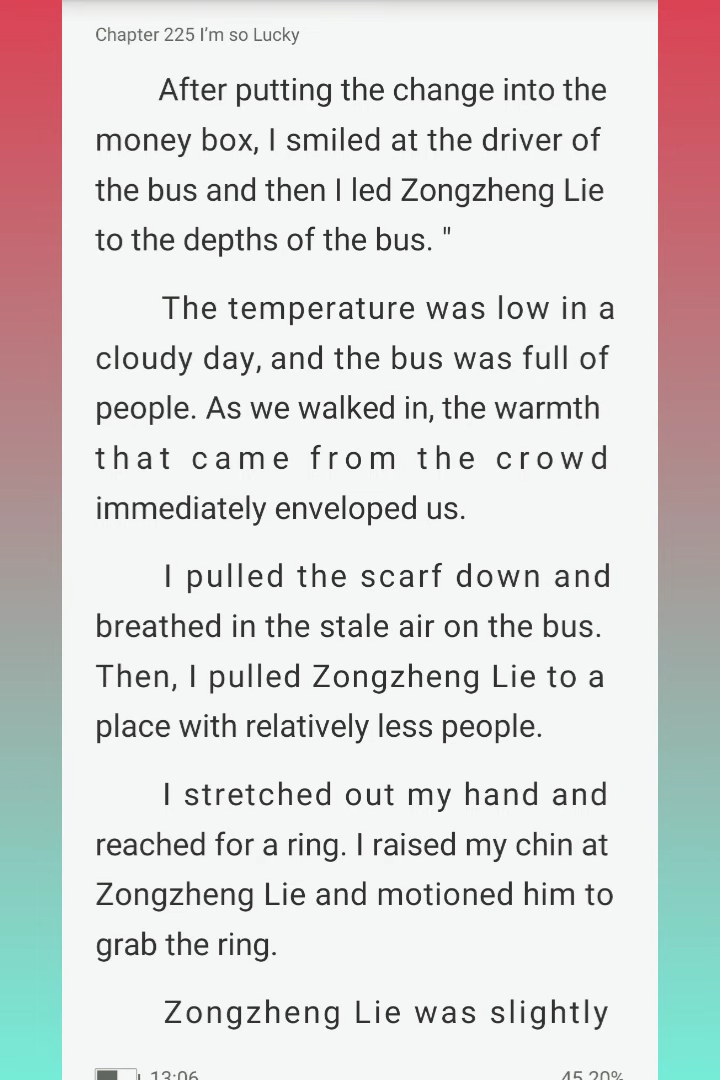 Chapter 225 I'm so Lucky
After putting the change into the
money box, I smiled at the driver of
the bus and then I led Zongzheng Lie
to the depths of the bus. "
The temperature was low in a
cloudy day, and the bus was full of
people. As we walked in, the warmth
that came from the crowd
immediately enveloped us.
I pulled the scarf down and
breathed in the stale air on the bus.
Then, I pulled Zongzheng Lie to a
place with relatively less people.
I stretched out my hand and
reached for a ring. I raised my chin at
Zongzheng Lie and motioned him to
grab the ring.
Zongzheng Lie was slightly
13:06 45.20%